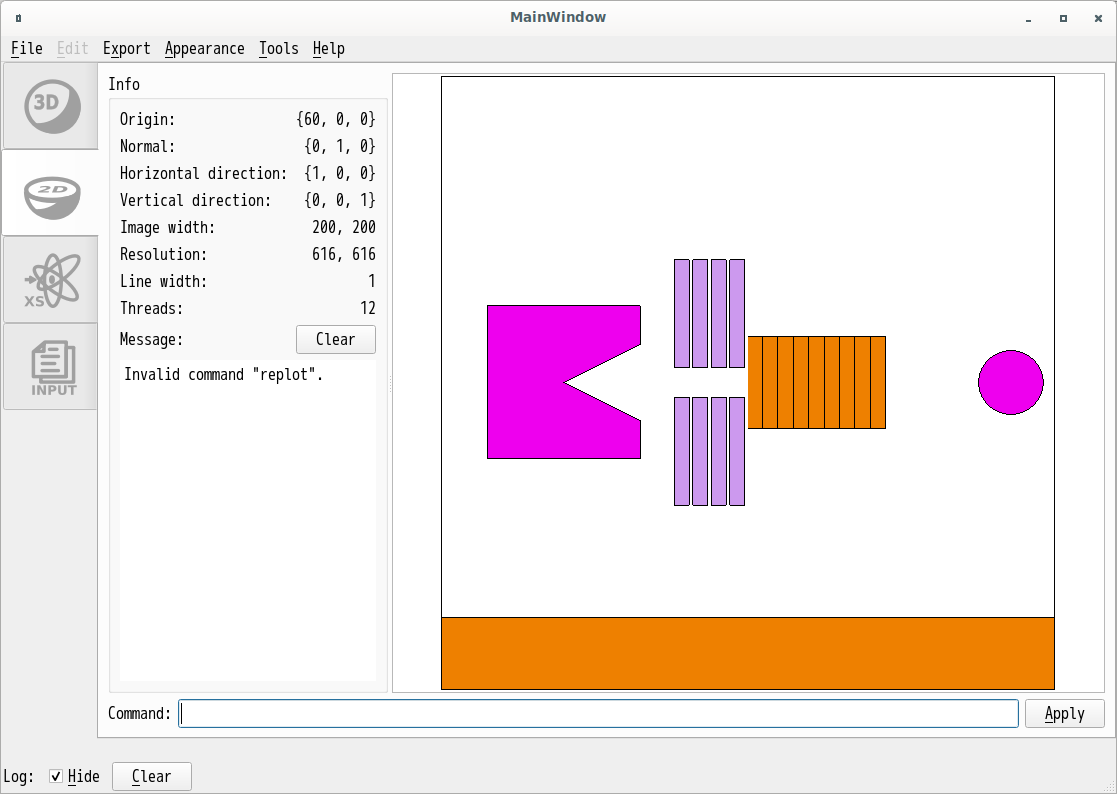 MainWindow
File Edit Export Appearance Tools Help
3D
2D
XS
INPUT
Info
Origin: {60, 0, 0}
Normal: {0, 1, 0}
Horizontal direction: {1, 0, 0}
Vertical direction: {0, 0, 1}
Image width: 200, 200
Resolution: 616, 616
Line width: 1
Threads: 12
Message: Clear
Invalid command "replot".
Command: Apply
Log: Hide Clear